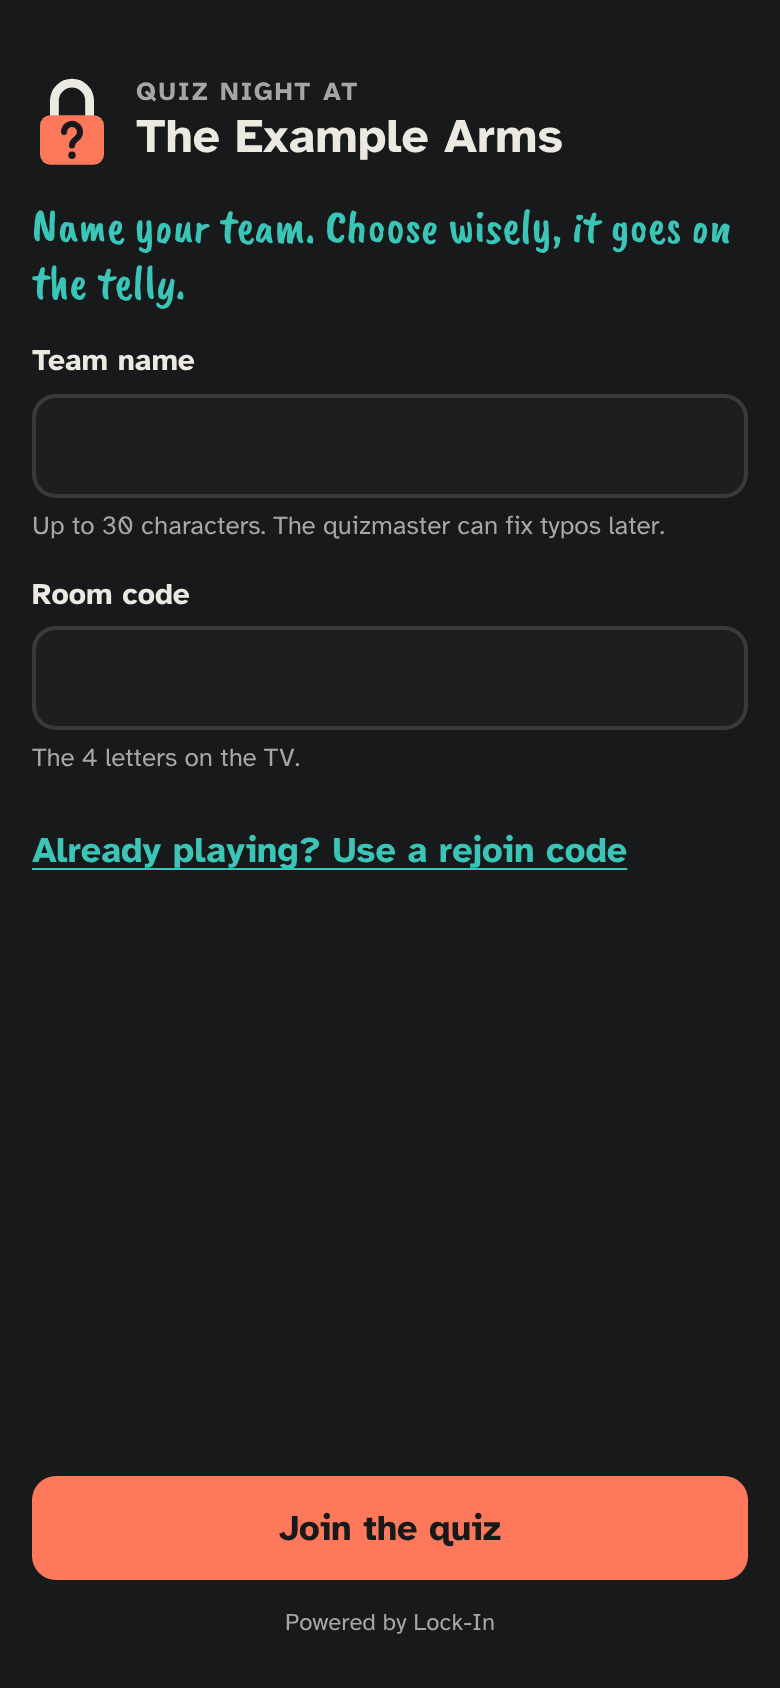 QUIZ NIGHT AT
The Example Arms
Name your team. Choose wisely, it goes on
the telly.
Team name
Up to 30 characters. The quizmaster can fix typos later.
Room code
The 4 letters on the TV.
Already playing? Use a rejoin code
Join the quiz
Powered by Lock-In